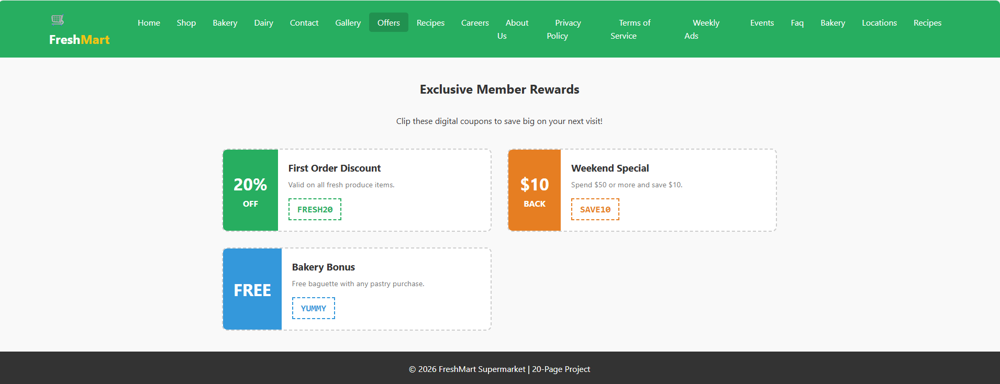 FreshMart
Home
Shop
Bakery
Dairy
Contact
Gallery
Offers
Recipes
Careers
About
Us
Privacy
Policy
Terms of
Service
Weekly
Ads
Events
Faq
Bakery
Locations
Recipes
Exclusive Member Rewards
Clip these digital coupons to save big on your next visit!
20%
OFF
First Order Discount
Valid on all fresh produce items.
FRESH20
$10
BACK
Weekend Special
Spend $50 or more and save $10.
SAVE10
FREE
Bakery Bonus
Free baguette with any pastry purchase.
YUMMY
© 2026 FreshMart Supermarket | 20-Page Project